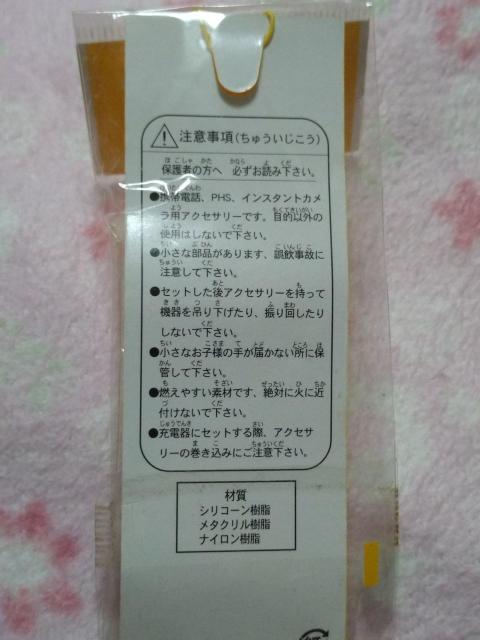 注意事項(ちゅういじこう)
保護者の方へ 必ずお読み下さい。
●携帯電話、PHS、インスタントカメ
ラ用アクセサリーです。目的以外の
使用はしないで下さい。
●小さな部品があります、誤飲事故に
注意して下さい。
●セットした後アクセサリーを持って
機器を吊り下げたり、振り回したり
しないで下さい。
●小さなお子様の手が届かない所に保
管して下さい。
●燃えやすい素材です、絶対に火に近
付けないで下さい。
●充電器にセットする際、アクセサ
リーの巻き込みにご注意下さい。
材質
シリコーン樹脂
メタクリル樹脂
ナイロン樹脂